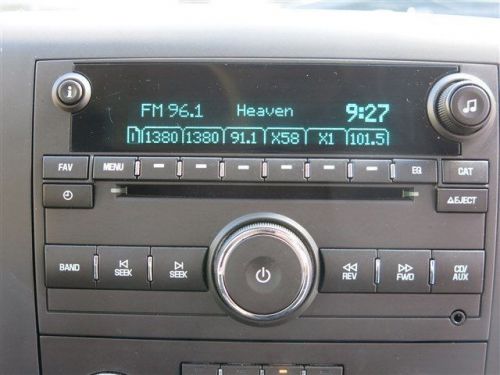 FM 96.1 Heaven 9:27
1380 1380 91.1 X58 X1 101.5
FAV MENU EQ CAT
EJECT
BAND SEEK SEEK REV FWD CD/AUX